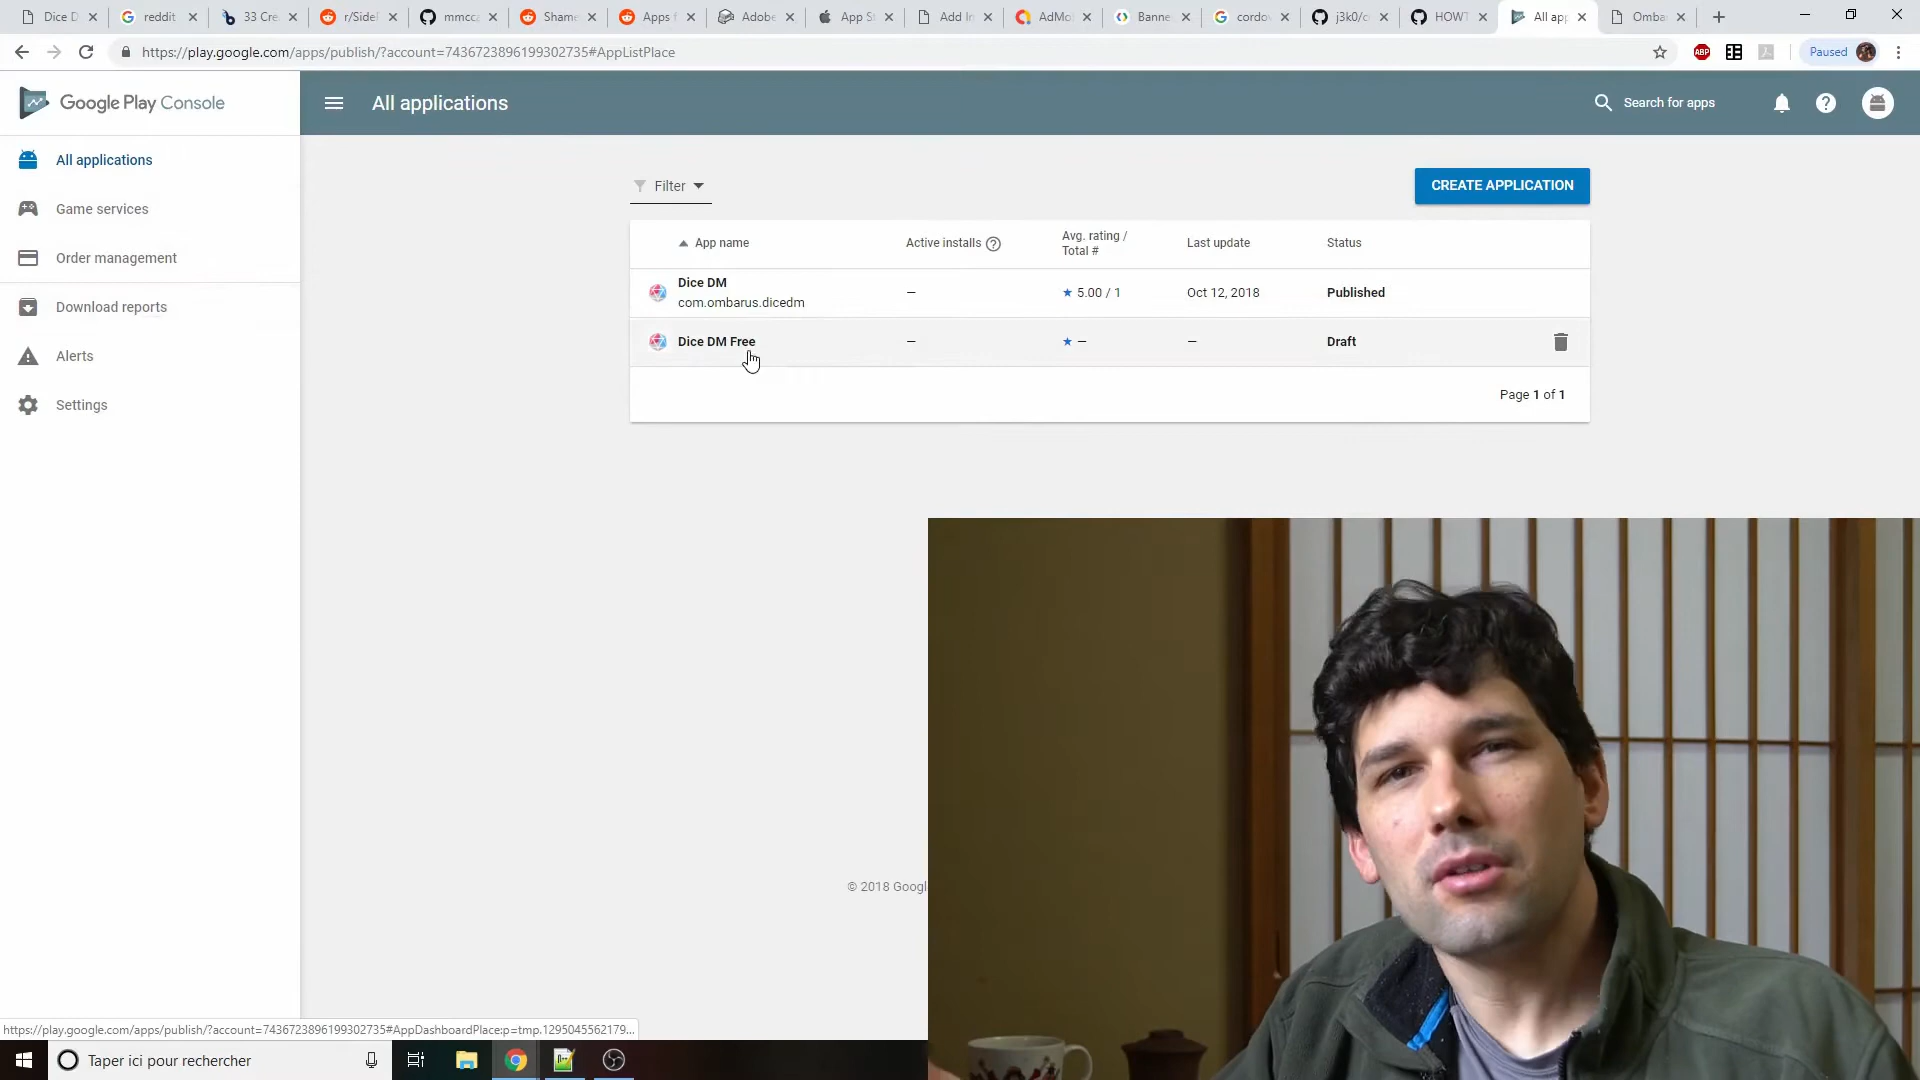 Dice D
reddit
33 Cre
r/SideP
mmcca
Shame
Apps f
Adobe
App St
Add In
AdMo
Banne
cordov
j3k0/c
HOWT
All app
Omba
https://play.google.com/apps/publish/?account=7436723896199302735#AppListPlace
ABP
Paused
Google Play Console
All applications
Search for apps
All applications
Game services
Order management
Download reports
Alerts
Settings
Filter
CREATE APPLICATION
App name
Active installs
Avg. rating /
Total #
Last update
Status
Dice DM
com.ombarus.dicedm
—
★ 5.00 / 1
Oct 12, 2018
Published
Dice DM Free
—
★ —
—
Draft
Page 1 of 1
© 2018 Googl
https://play.google.com/apps/publish/?account=7436723896199302735#AppDashboardPlace:p=tmp.1295045562179...
Taper ici pour rechercher